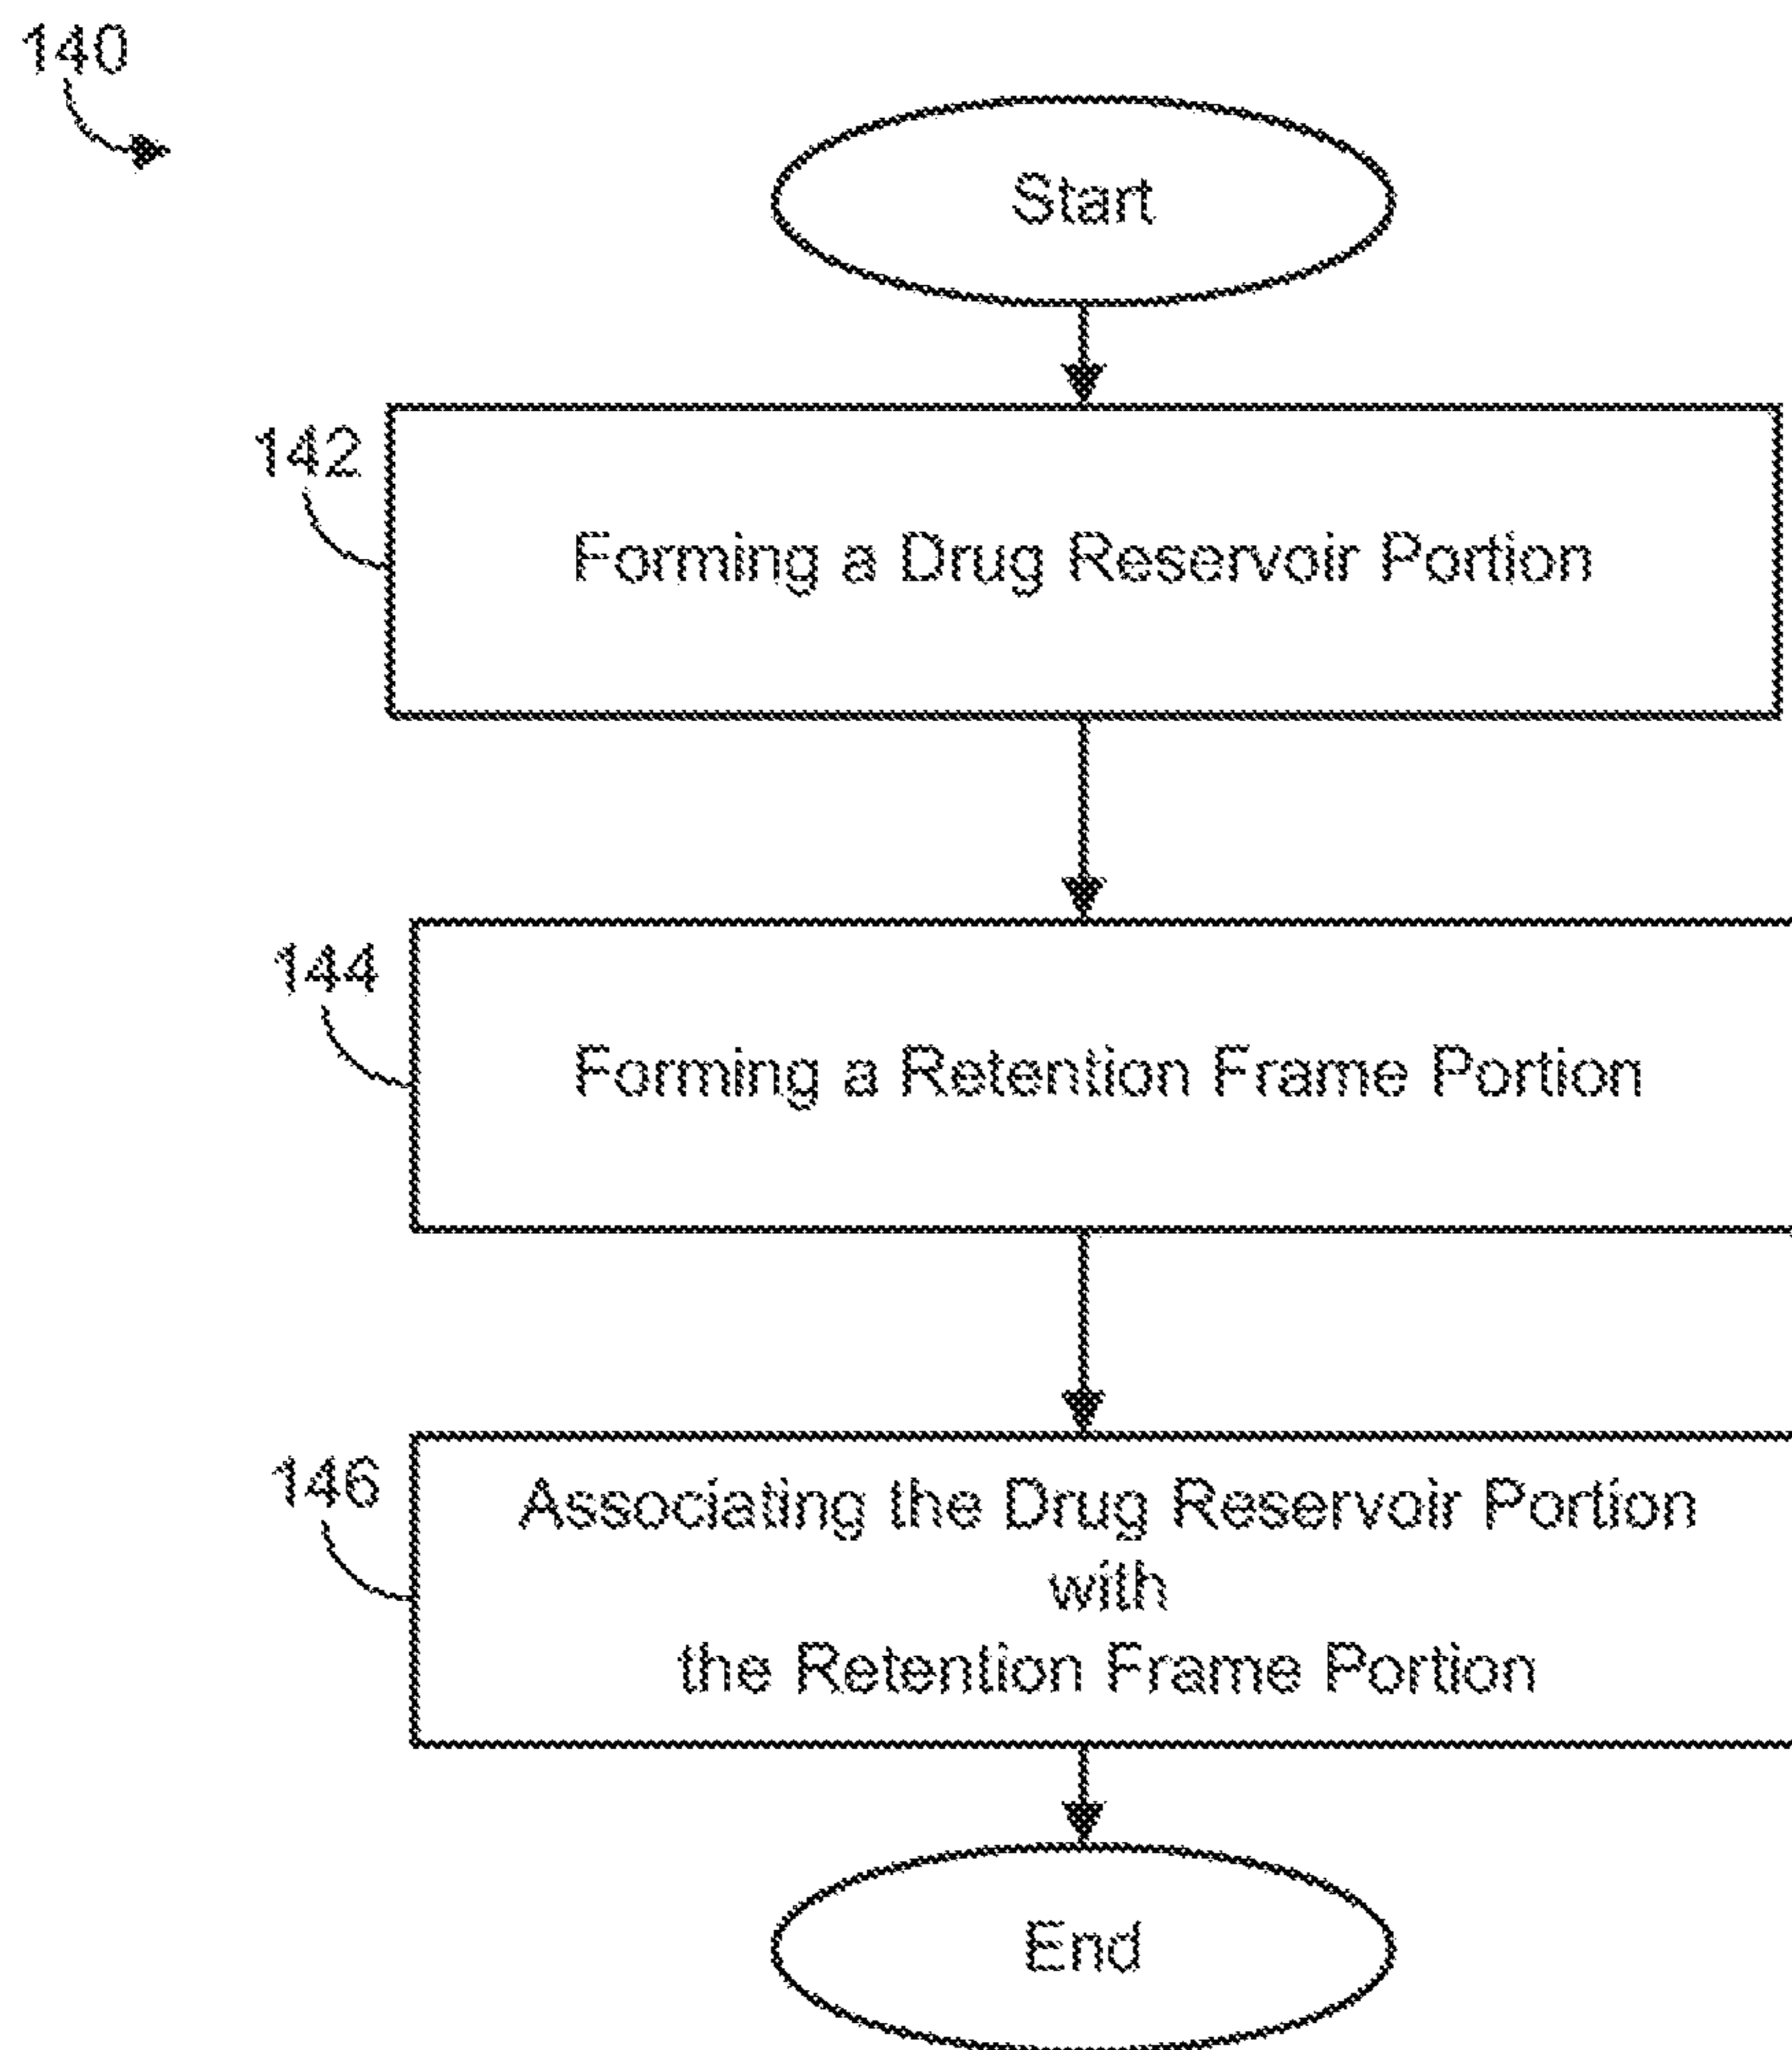 140
Start
142
Forming a Drug Reservoir Portion
144
Forming a Retention Frame Portion
146
Associating the Drug Reservoir Portion
with
the Retention Frame Portion
End